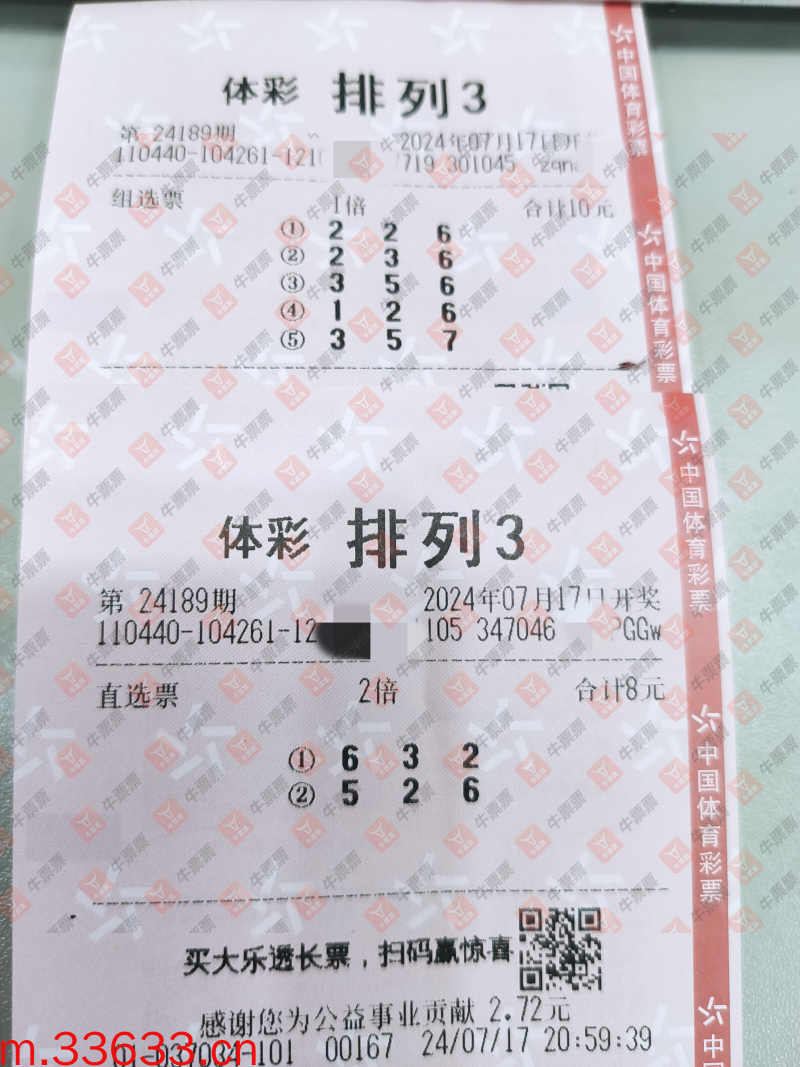 体彩 排列3
第 24189期 2024年07月17日
110440-104261-121 719 301045 zqn
组选票 1倍 合计10元
① 2 2 6
② 2 3 6
③ 3 5 6
④ 1 2 6
⑤ 3 5 7
中国体育彩票
中国体育彩票
体彩 排列3
第 24189期 2024年07月17日开奖
110440-104261-12 105 347046 PGGw
直选票 2倍 合计8元
① 6 3 2
② 5 2 6
中国体育彩票
中国体育彩票
中
买大乐透长票，扫码赢惊喜
感谢您为公益事业贡献 2.72元
01-037034-101 00167 24/07/17 20:59:39
m.33633.cn
牛票票